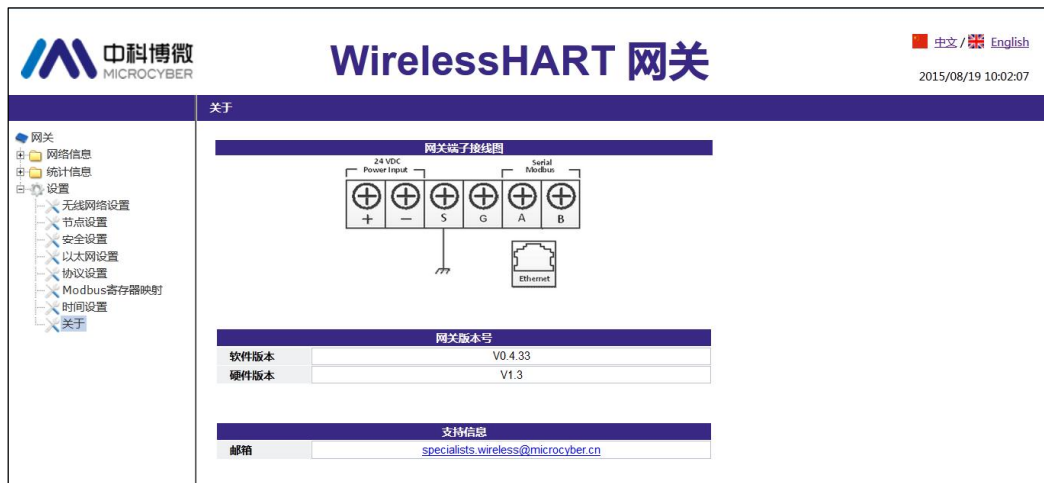 中科博微
MICROCYBER
WirelessHART 网关
中文 / English
2015/08/19 10:02:07
关于
网关
网络信息
统计信息
设置
无线网络设置
节点设置
安全设置
以太网设置
协议设置
Modbus寄存器映射
时间设置
关于
网关端子接线图
24 VDC
Power Input
Serial
Modbus
+ — S G A B
Ethernet
网关版本号
软件版本 V0.4.33
硬件版本 V1.3
支持信息
邮箱 specialists.wireless@microcyber.cn